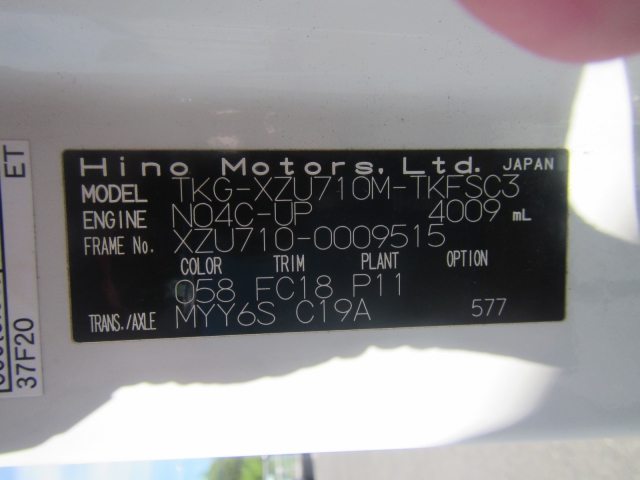 Hino Motors, Ltd. JAPAN
MODEL TKG-XZU710M-TKFSC3
ENGINE N04C-UP 4009 mL
FRAME No. XZU710-0009515
COLOR TRIM PLANT OPTION
058 FC18 P11
TRANS./AXLE MYY6S C19A 577
ET
37F20